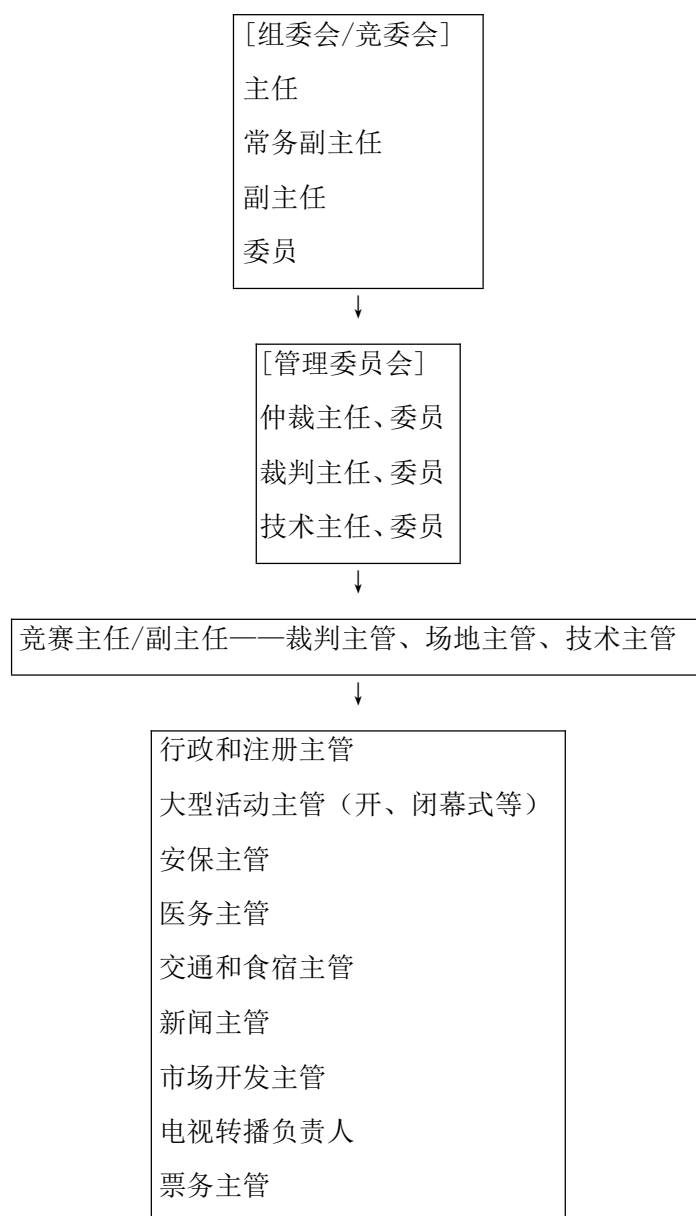 [组委会/竞委会]
主任
常务副主任
副主任
委员
↓
[管理委员会]
仲裁主任、委员
裁判主任、委员
技术主任、委员
↓
竞赛主任/副主任——裁判主管、场地主管、技术主管
↓
行政和注册主管
大型活动主管（开、闭幕式等）
安保主管
医务主管
交通和食宿主管
新闻主管
市场开发主管
电视转播负责人
票务主管